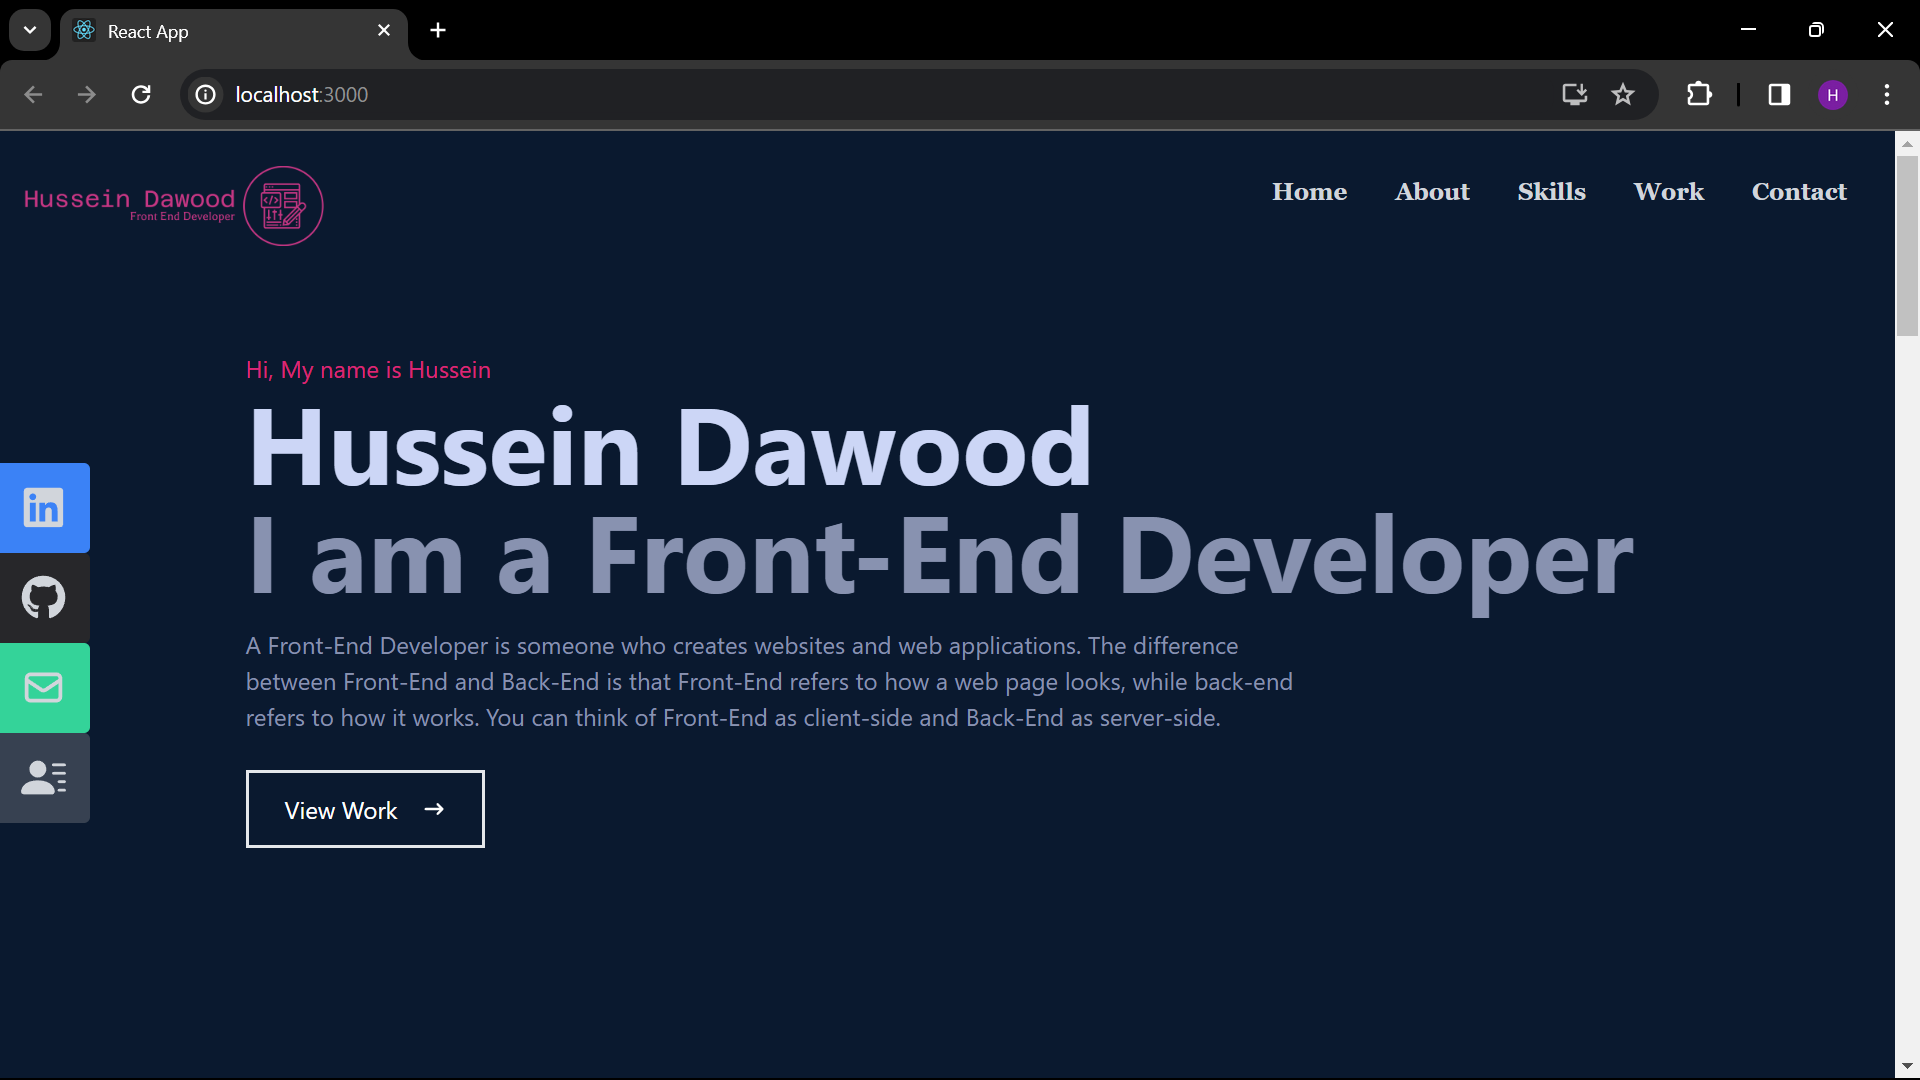 React App
localhost:3000
H
Hussein Dawood
Front End Developer
Home About Skills Work Contact
Hi, My name is Hussein
Hussein Dawood
I am a Front-End Developer
in
A Front-End Developer is someone who creates websites and web applications. The difference
between Front-End and Back-End is that Front-End refers to how a web page looks, while back-end
refers to how it works. You can think of Front-End as client-side and Back-End as server-side.
View Work →